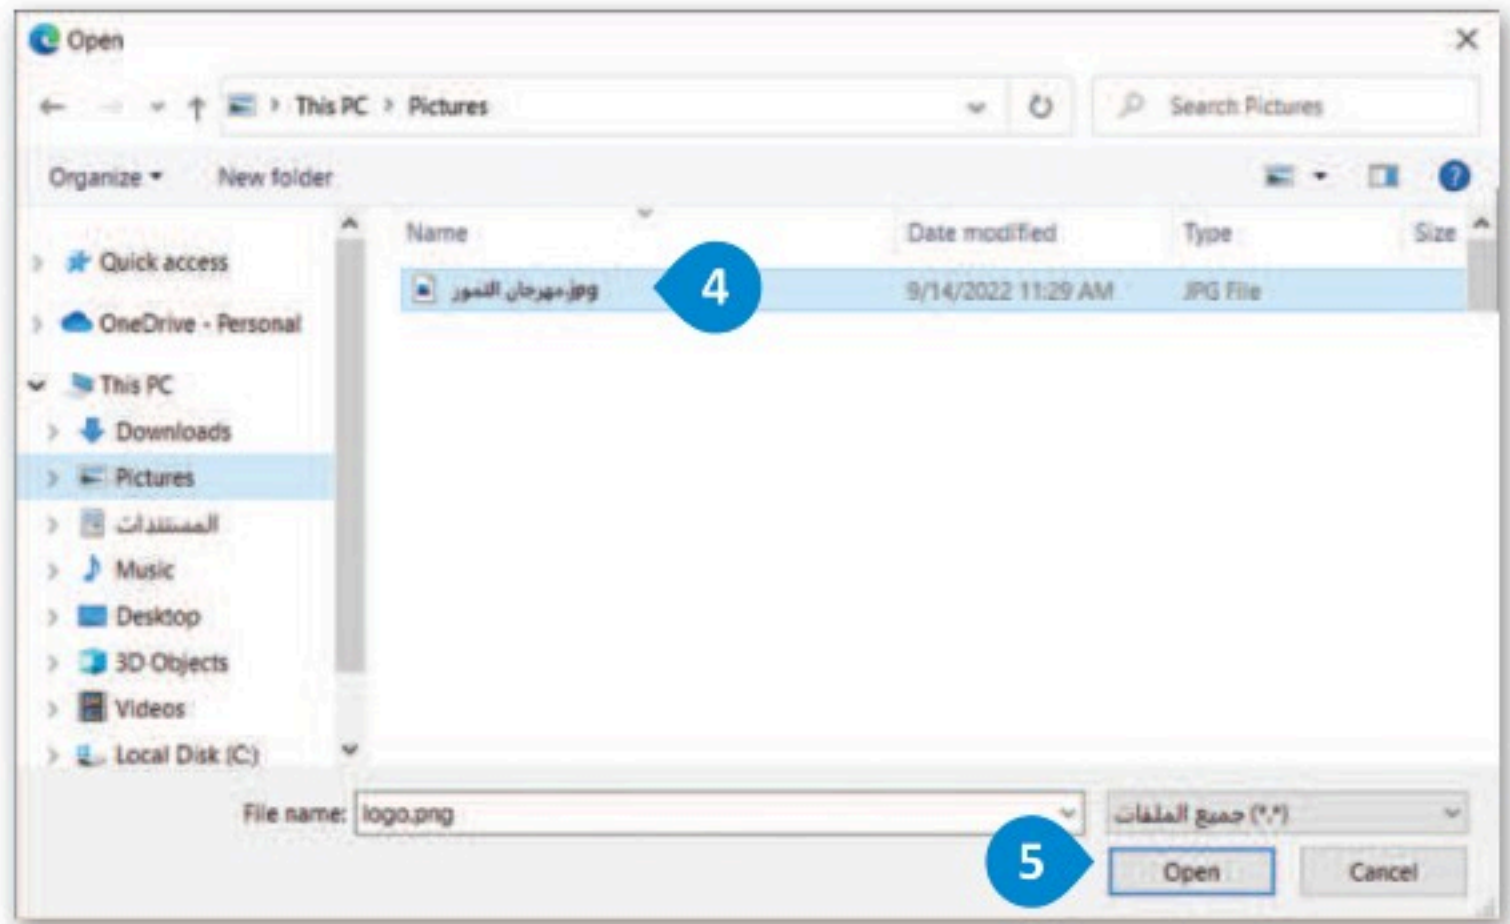 Open
This PC > Pictures
Search Pictures
Organize
New folder
Name
Date modified
Type
Size
مهرجان التمور.jpg
9/14/2022 11:29 AM
JPG File
4
Quick access
OneDrive - Personal
This PC
Downloads
Pictures
المستندات
Music
Desktop
3D Objects
Videos
Local Disk (C:)
File name:
logo.png
جميع الملفات (*.*)
5
Open
Cancel